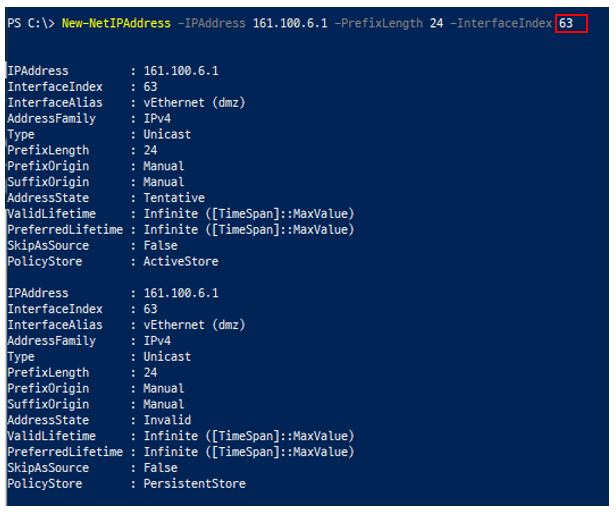 PS C:\> New-NetIPAddress -IPAddress 161.100.6.1 -PrefixLength 24 -InterfaceIndex 63
IPAddress : 161.100.6.1
InterfaceIndex : 63
InterfaceAlias : vEthernet (dmz)
AddressFamily : IPv4
Type : Unicast
PrefixLength : 24
PrefixOrigin : Manual
SuffixOrigin : Manual
AddressState : Tentative
ValidLifetime : Infinite ([TimeSpan]::MaxValue)
PreferredLifetime : Infinite ([TimeSpan]::MaxValue)
SkipAsSource : False
PolicyStore : ActiveStore
IPAddress : 161.100.6.1
InterfaceIndex : 63
InterfaceAlias : vEthernet (dmz)
AddressFamily : IPv4
Type : Unicast
PrefixLength : 24
PrefixOrigin : Manual
SuffixOrigin : Manual
AddressState : Invalid
ValidLifetime : Infinite ([TimeSpan]::MaxValue)
PreferredLifetime : Infinite ([TimeSpan]::MaxValue)
SkipAsSource : False
PolicyStore : PersistentStore